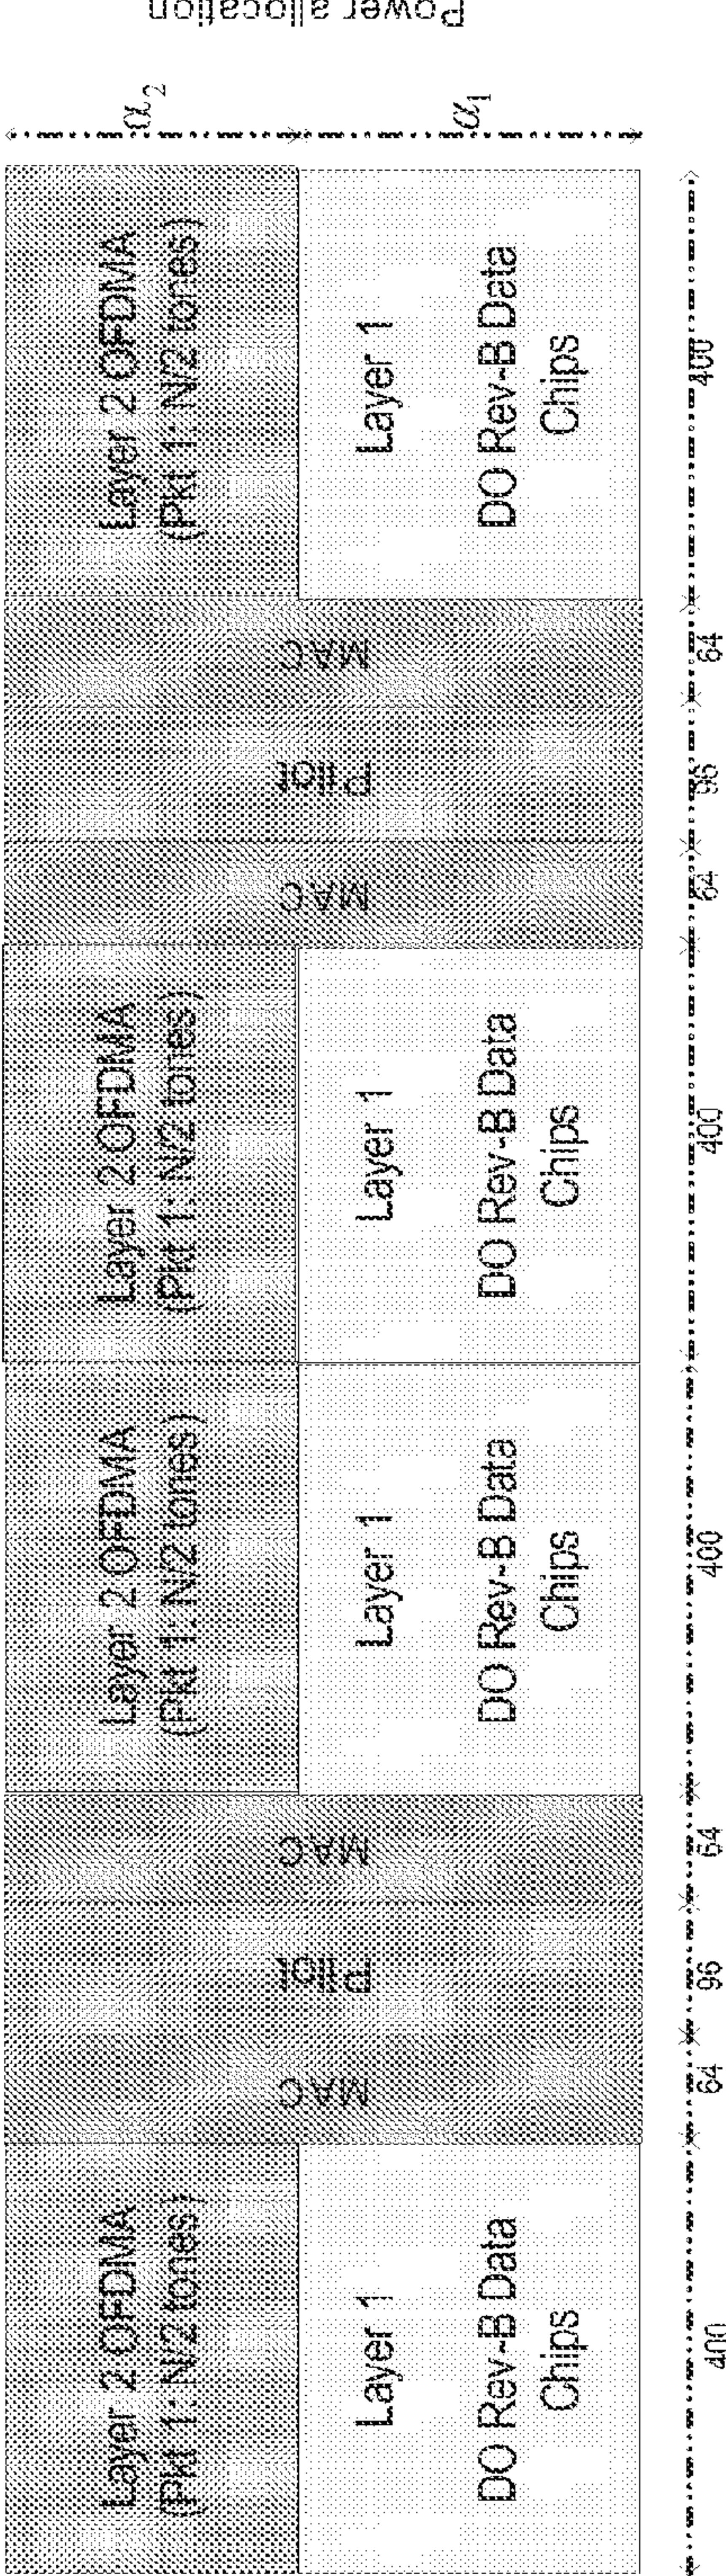 Layer 2 OFDMA
(Pkt 1: N/2 tones)
Layer 1
DO Rev-B Data
Chips
MAC
Pilot
MAC
Layer 2 OFDMA
(Pkt 1: N/2 tones)
Layer 1
DO Rev-B Data
Chips
Layer 2 OFDMA
(Pkt 1: N/2 tones)
Layer 1
DO Rev-B Data
Chips
MAC
Pilot
MAC
Layer 2 OFDMA
(Pkt 1: N/2 tones)
Layer 1
DO Rev-B Data
Chips
α2
α1
Power allocation
400
64
96
64
400
400
64
96
64
400